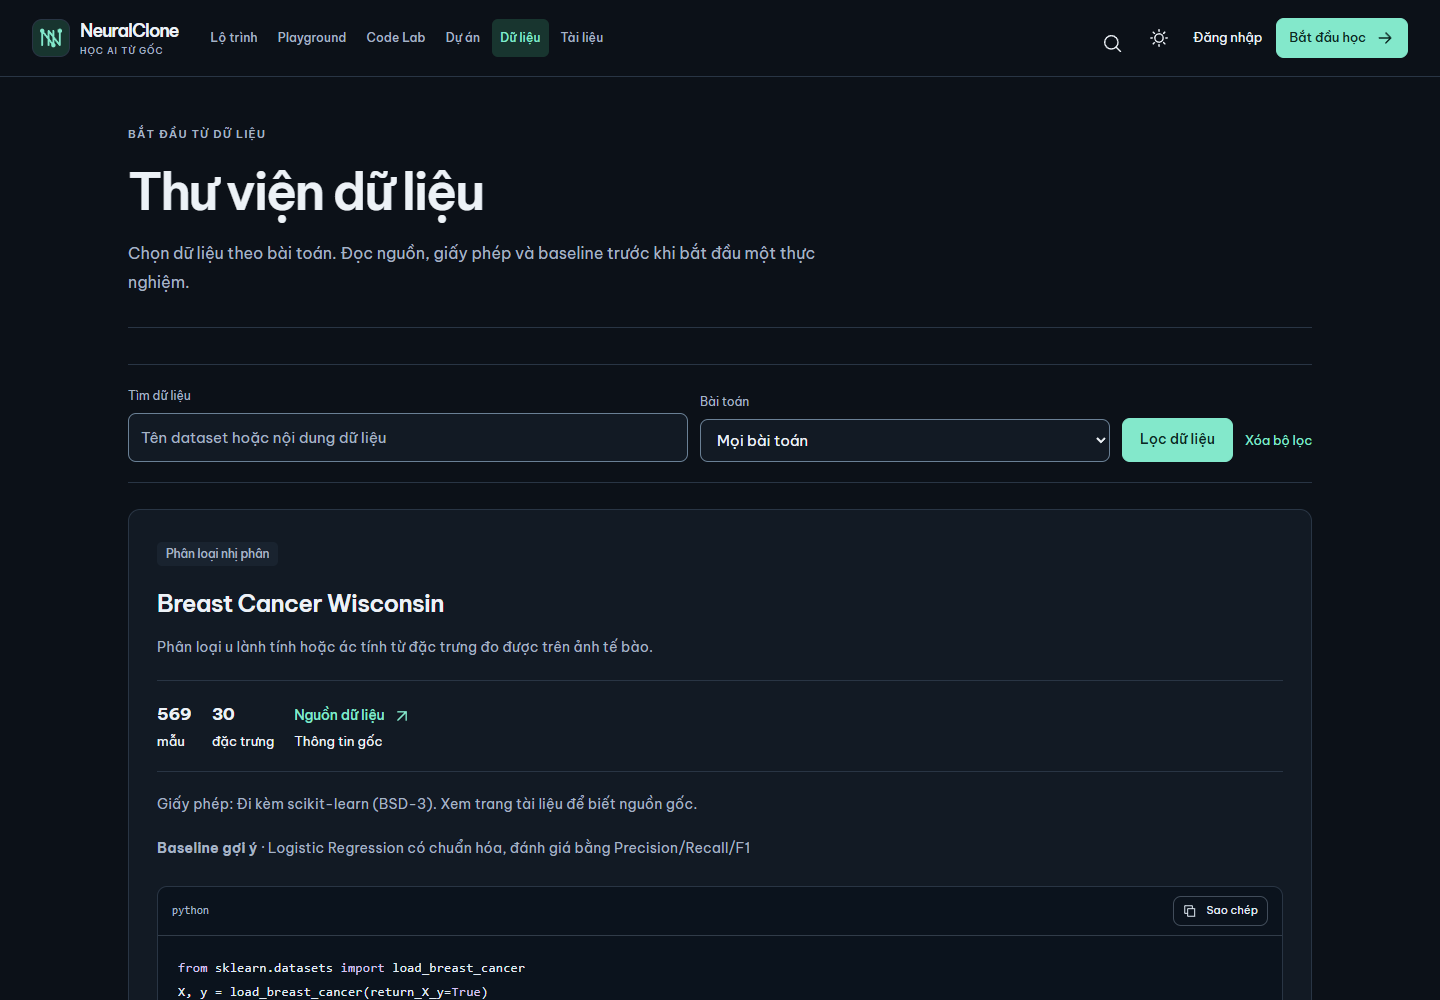 NeuralClone
HỌC AI TỪ GỐC
Lộ trình
Playground
Code Lab
Dự án
Dữ liệu
Tài liệu
Đăng nhập
Bắt đầu học
BẮT ĐẦU TỪ DỮ LIỆU
Thư viện dữ liệu
Chọn dữ liệu theo bài toán. Đọc nguồn, giấy phép và baseline trước khi bắt đầu một thực
nghiệm.
Tìm dữ liệu
Tên dataset hoặc nội dung dữ liệu
Bài toán
Mọi bài toán
Lọc dữ liệu
Xóa bộ lọc
Phân loại nhị phân
Breast Cancer Wisconsin
Phân loại u lành tính hoặc ác tính từ đặc trưng đo được trên ảnh tế bào.
569
mẫu
30
đặc trưng
Nguồn dữ liệu
Thông tin gốc
Giấy phép: Đi kèm scikit-learn (BSD-3). Xem trang tài liệu để biết nguồn gốc.
Baseline gợi ý · Logistic Regression có chuẩn hóa, đánh giá bằng Precision/Recall/F1
python
Sao chép
from sklearn.datasets import load_breast_cancer
X, y = load_breast_cancer(return_X_y=True)